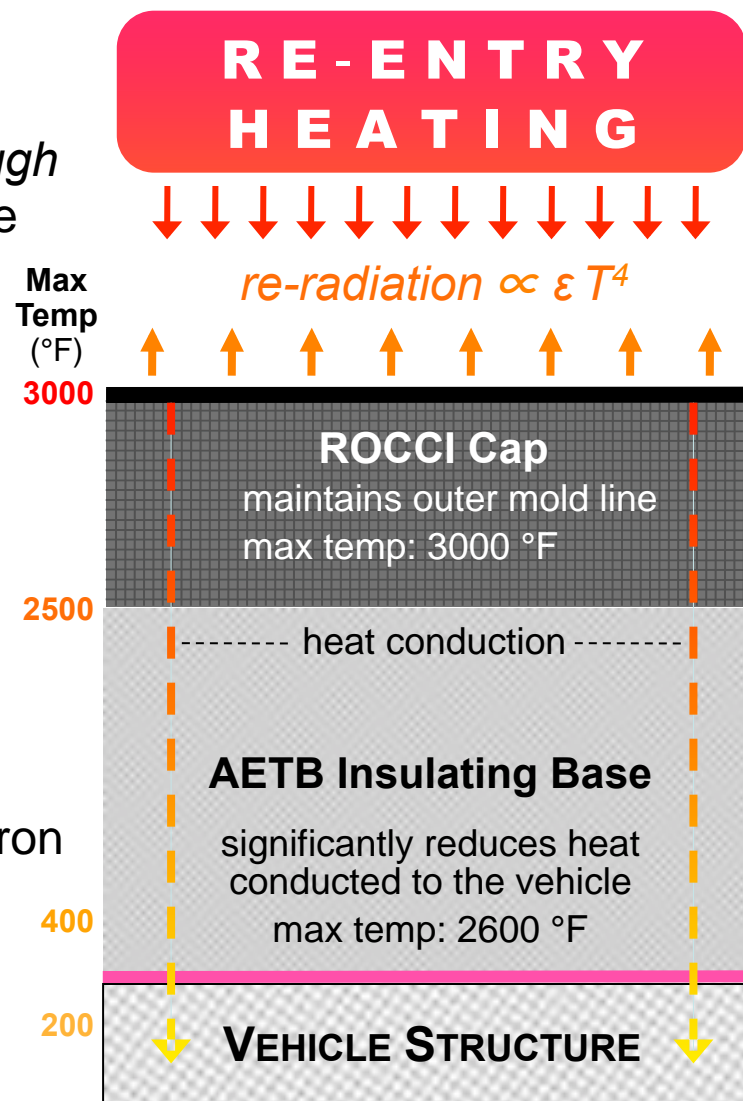 RE-ENTRY
HEATING
ugh
e
re-radiation ∝ ε T⁴
Max
Temp
(°F)
3000
ROCCI Cap
maintains outer mold line
max temp: 3000 °F
2500
heat conduction
AETB Insulating Base
ron
significantly reduces heat
conducted to the vehicle
400
max temp: 2600 °F
200
VEHICLE STRUCTURE